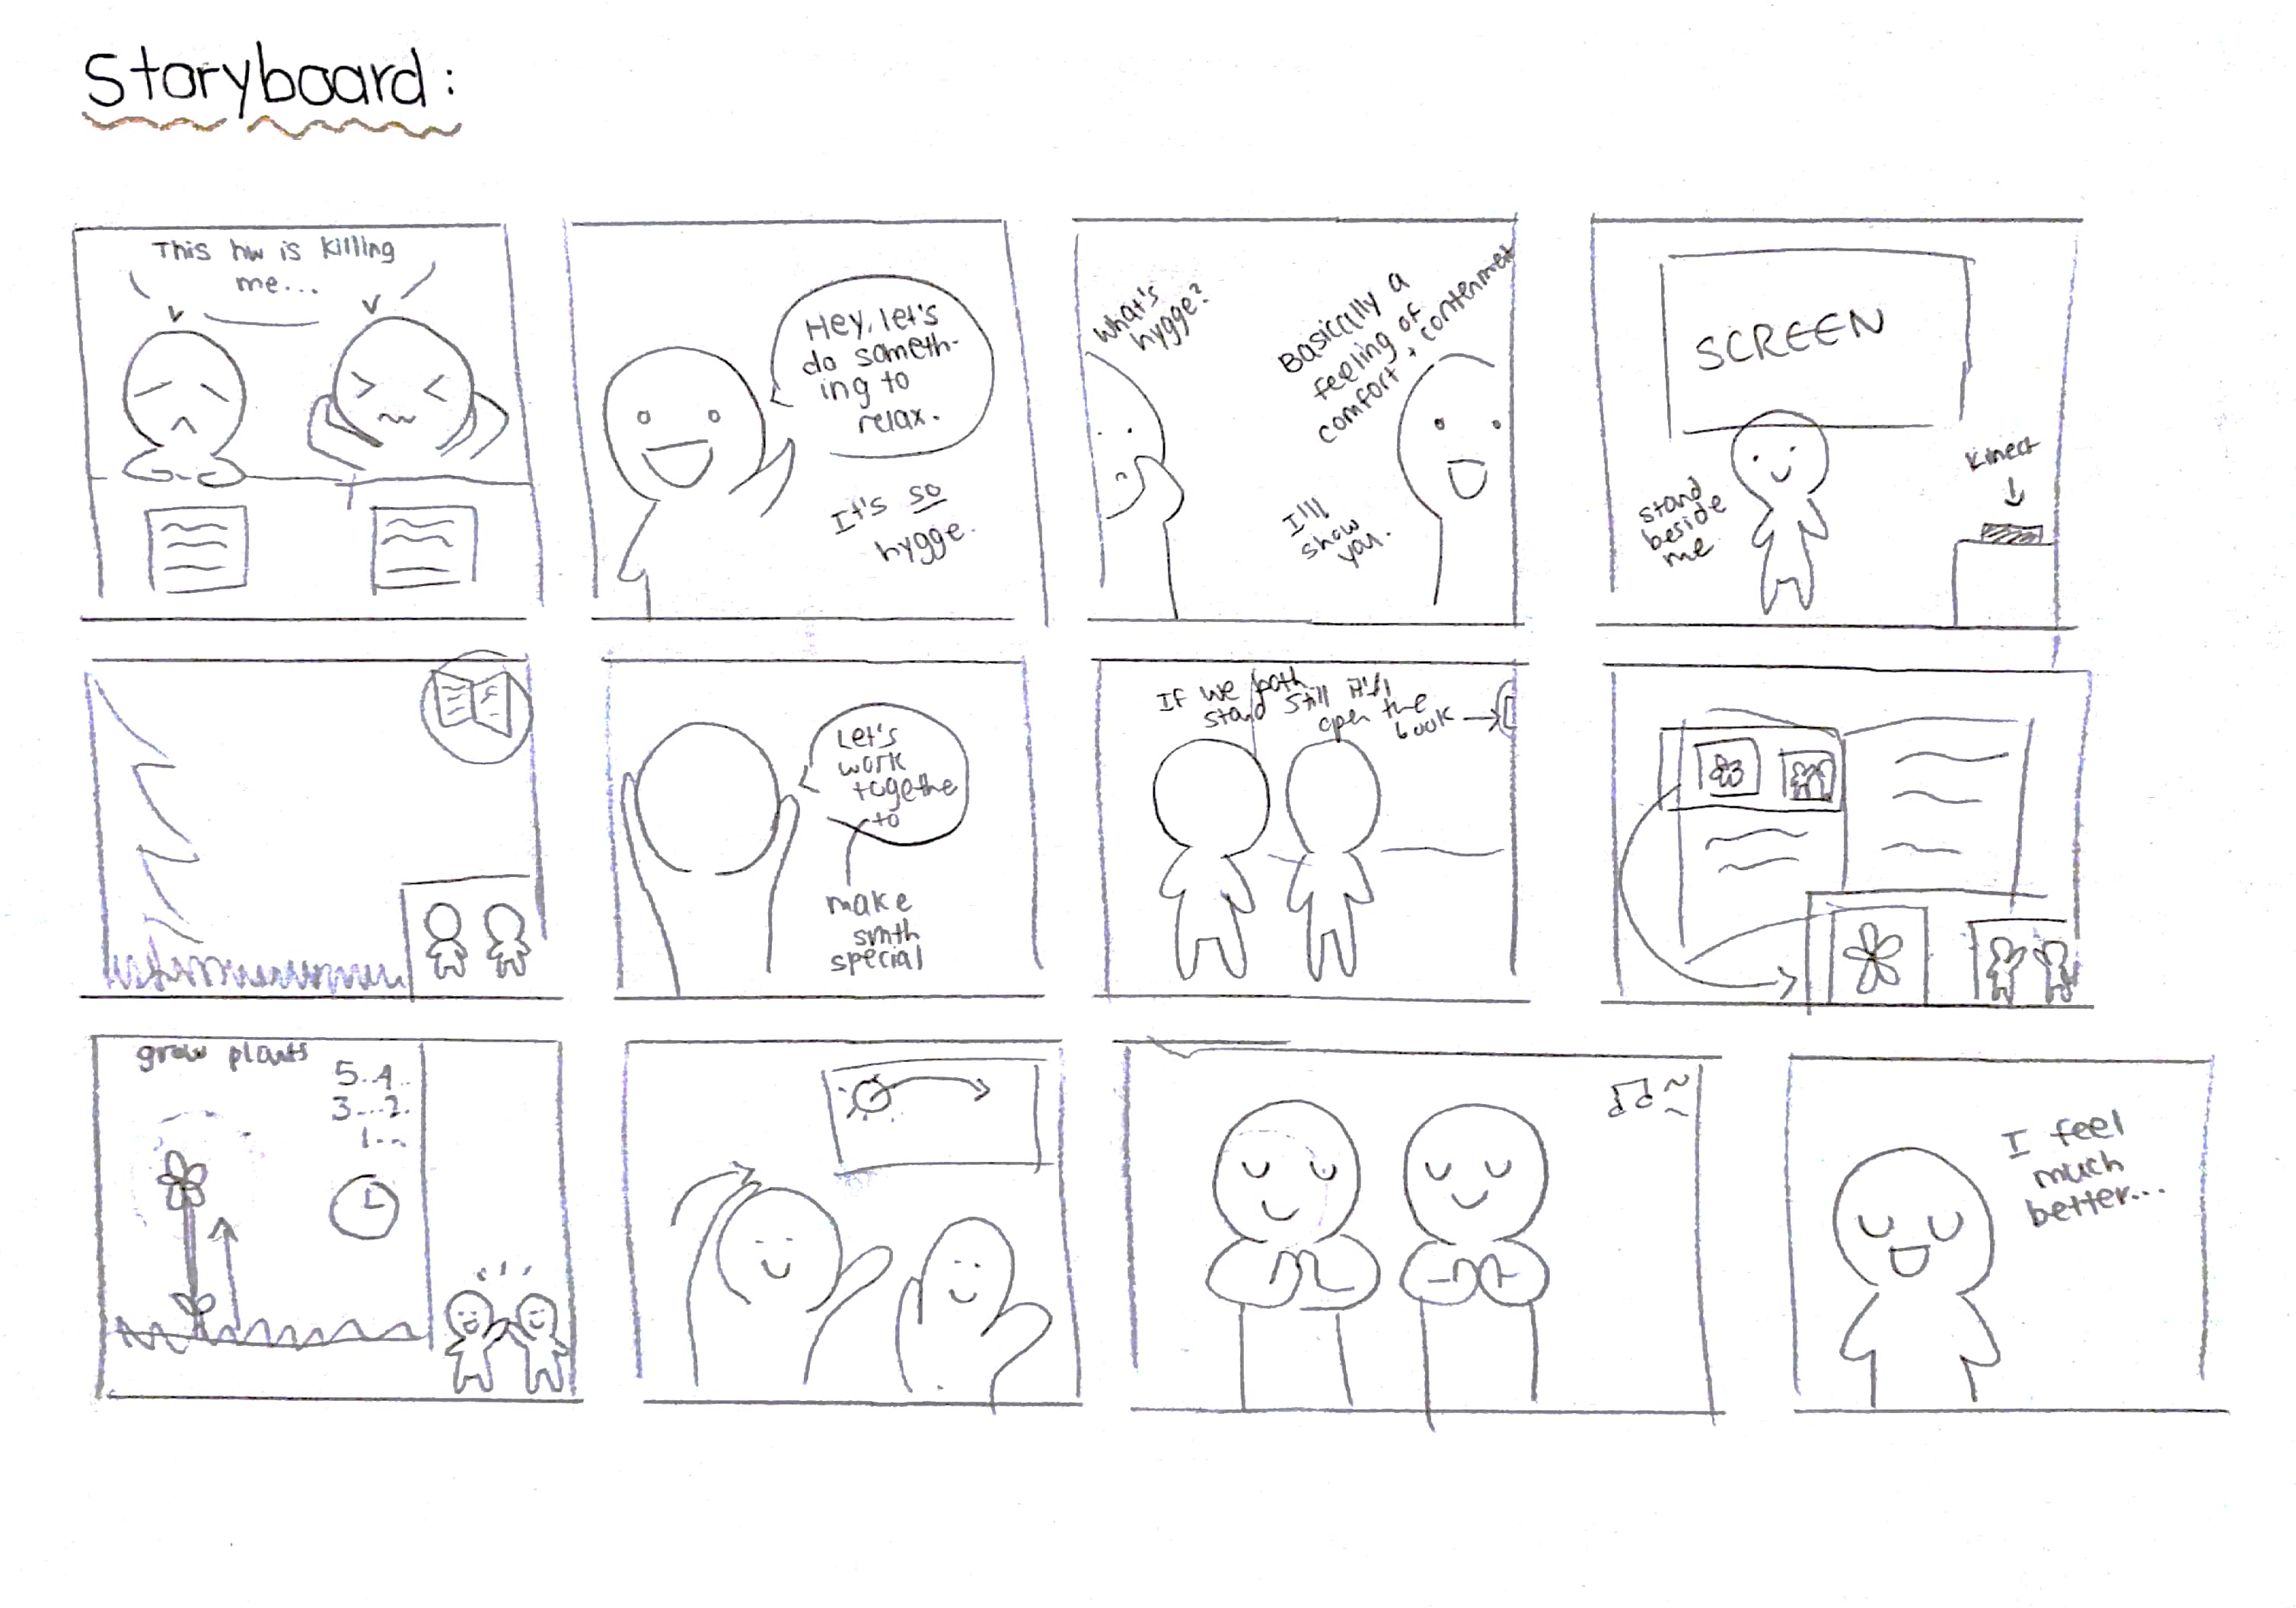 Storyboard:
This hw is killing
me...
Hey, let's
do someth-
ing to
relax.
It's so
hygge.
What's
hygge?
Basically a
feeling of
comfort + contenment
I'll
show
you.
SCREEN
stand
beside
me
Kinect
Let's
work
togethe
to
make
smth
special
If we both
stand still it'll
open the
book
grow plants
5..4..
3...2..
1...
I feel
much
better...